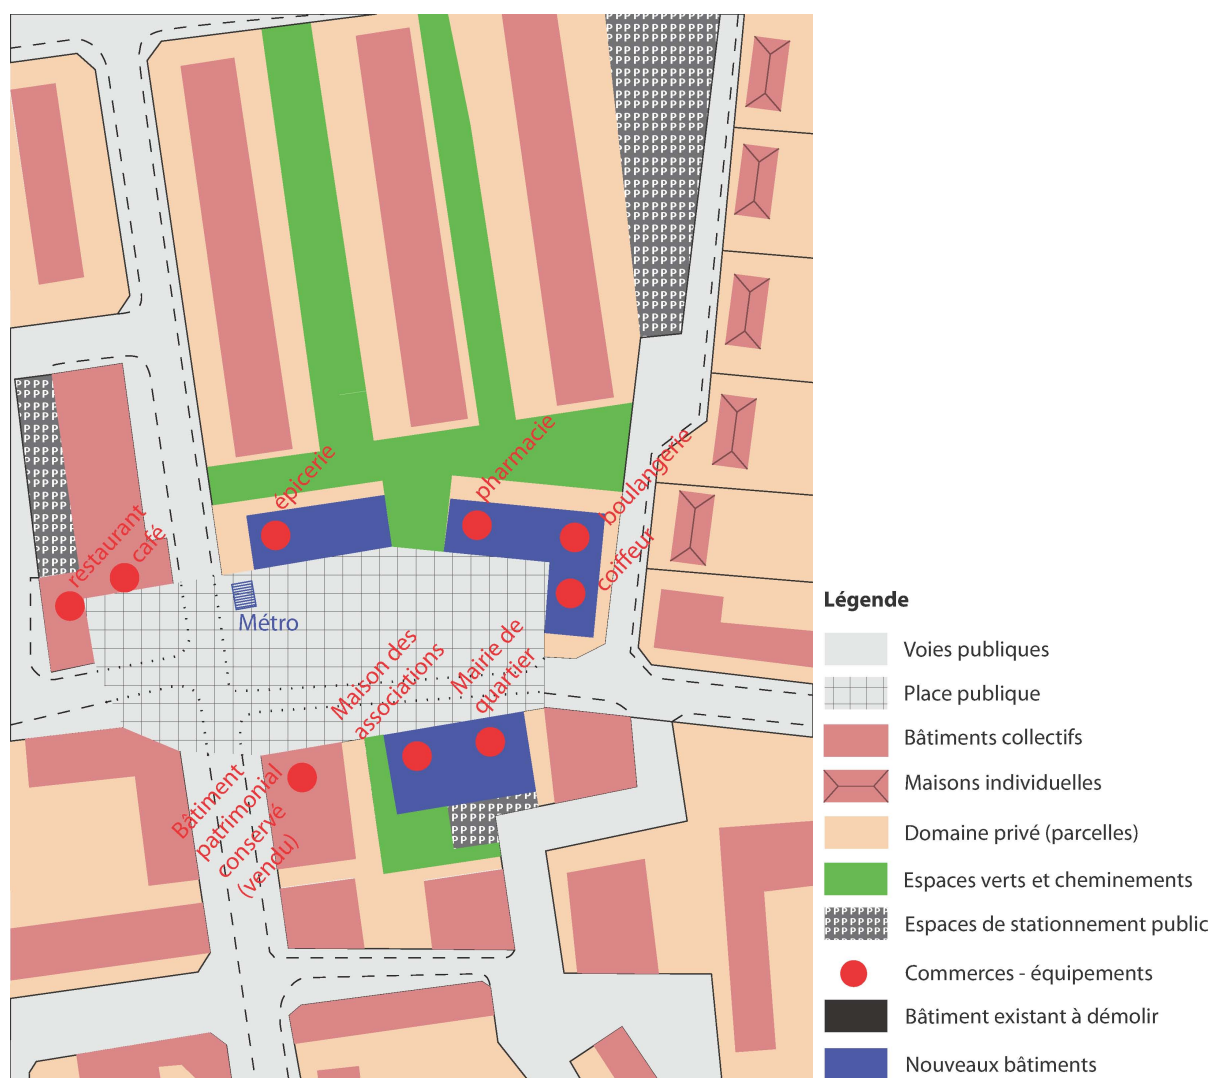 épicerie
pharmacie
boulangerie
coiffeur
restaurant
café
Métro
Maison des
associations
Mairie de
quartier
Bâtiment
patrimonial
conservé
(vendu)
Légende
Voies publiques
Place publique
Bâtiments collectifs
Maisons individuelles
Domaine privé (parcelles)
Espaces verts et cheminements
Espaces de stationnement public
Commerces - équipements
Bâtiment existant à démolir
Nouveaux bâtiments